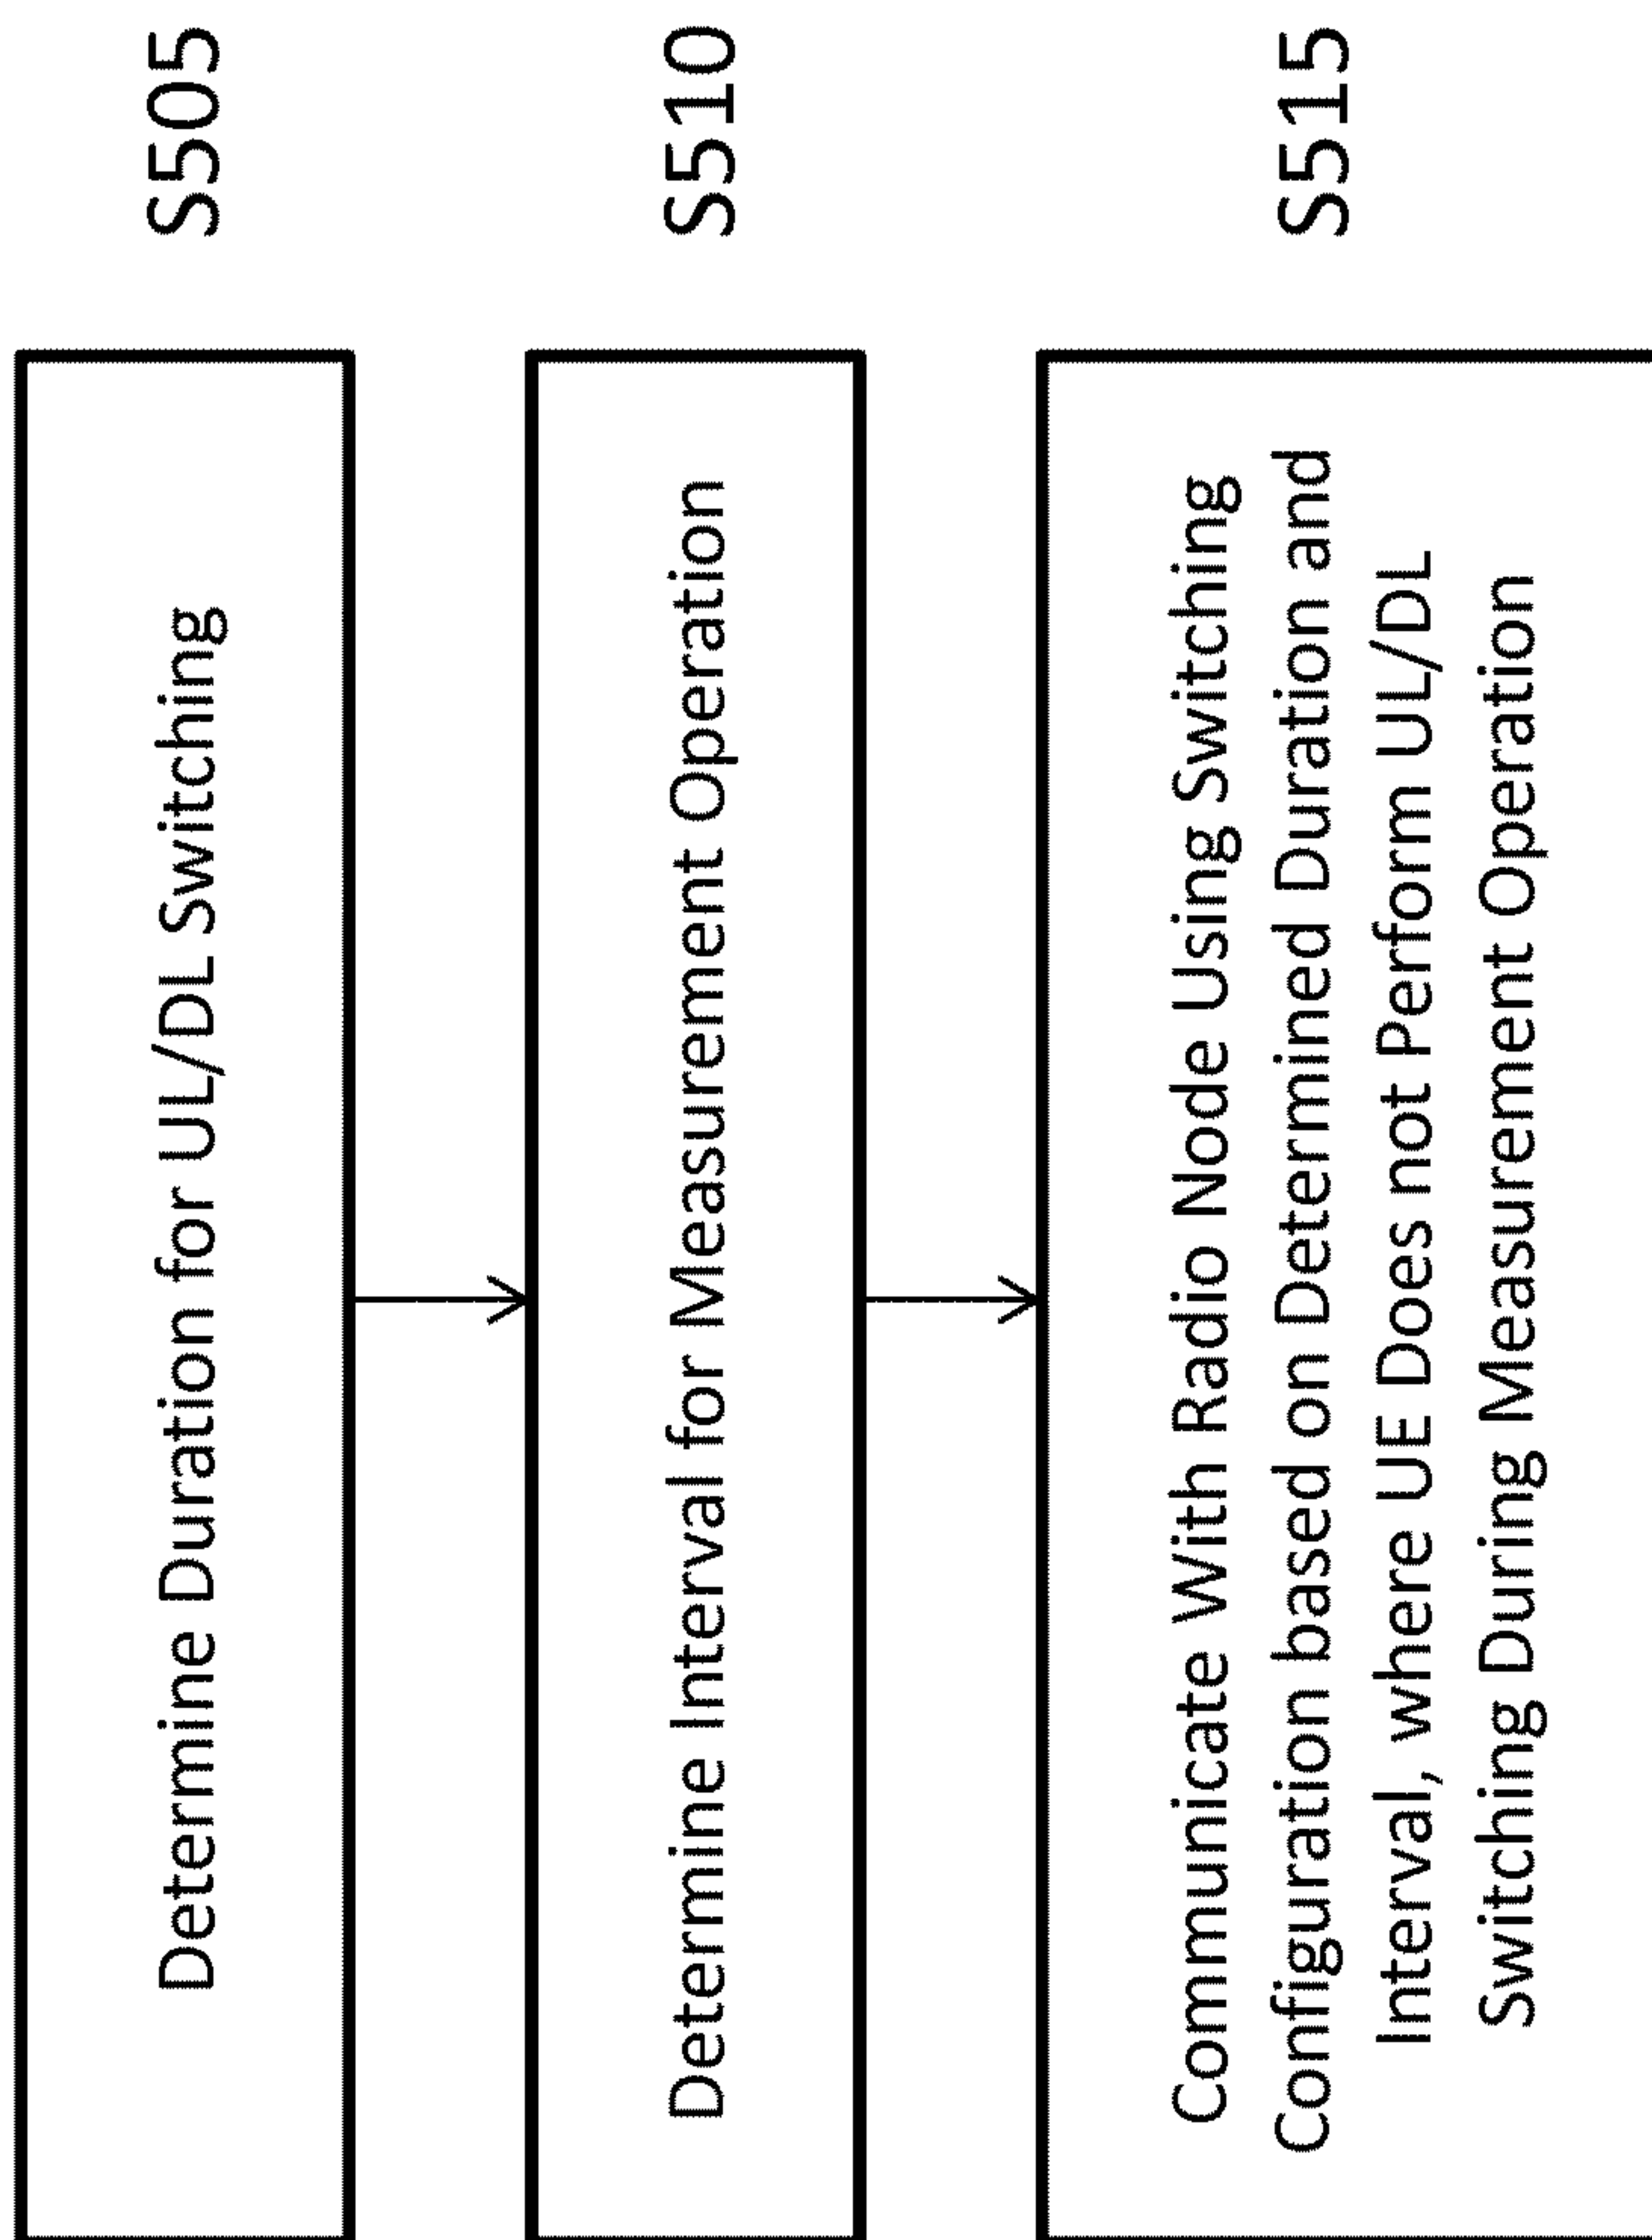 Determine Duration for UL/DL Switching
S505
Determine Interval for Measurement Operation
S510
Communicate With Radio Node Using Switching
Configuration based on Determined Duration and
Interval, where UE Does not Perform UL/DL
Switching During Measurement Operation
S515